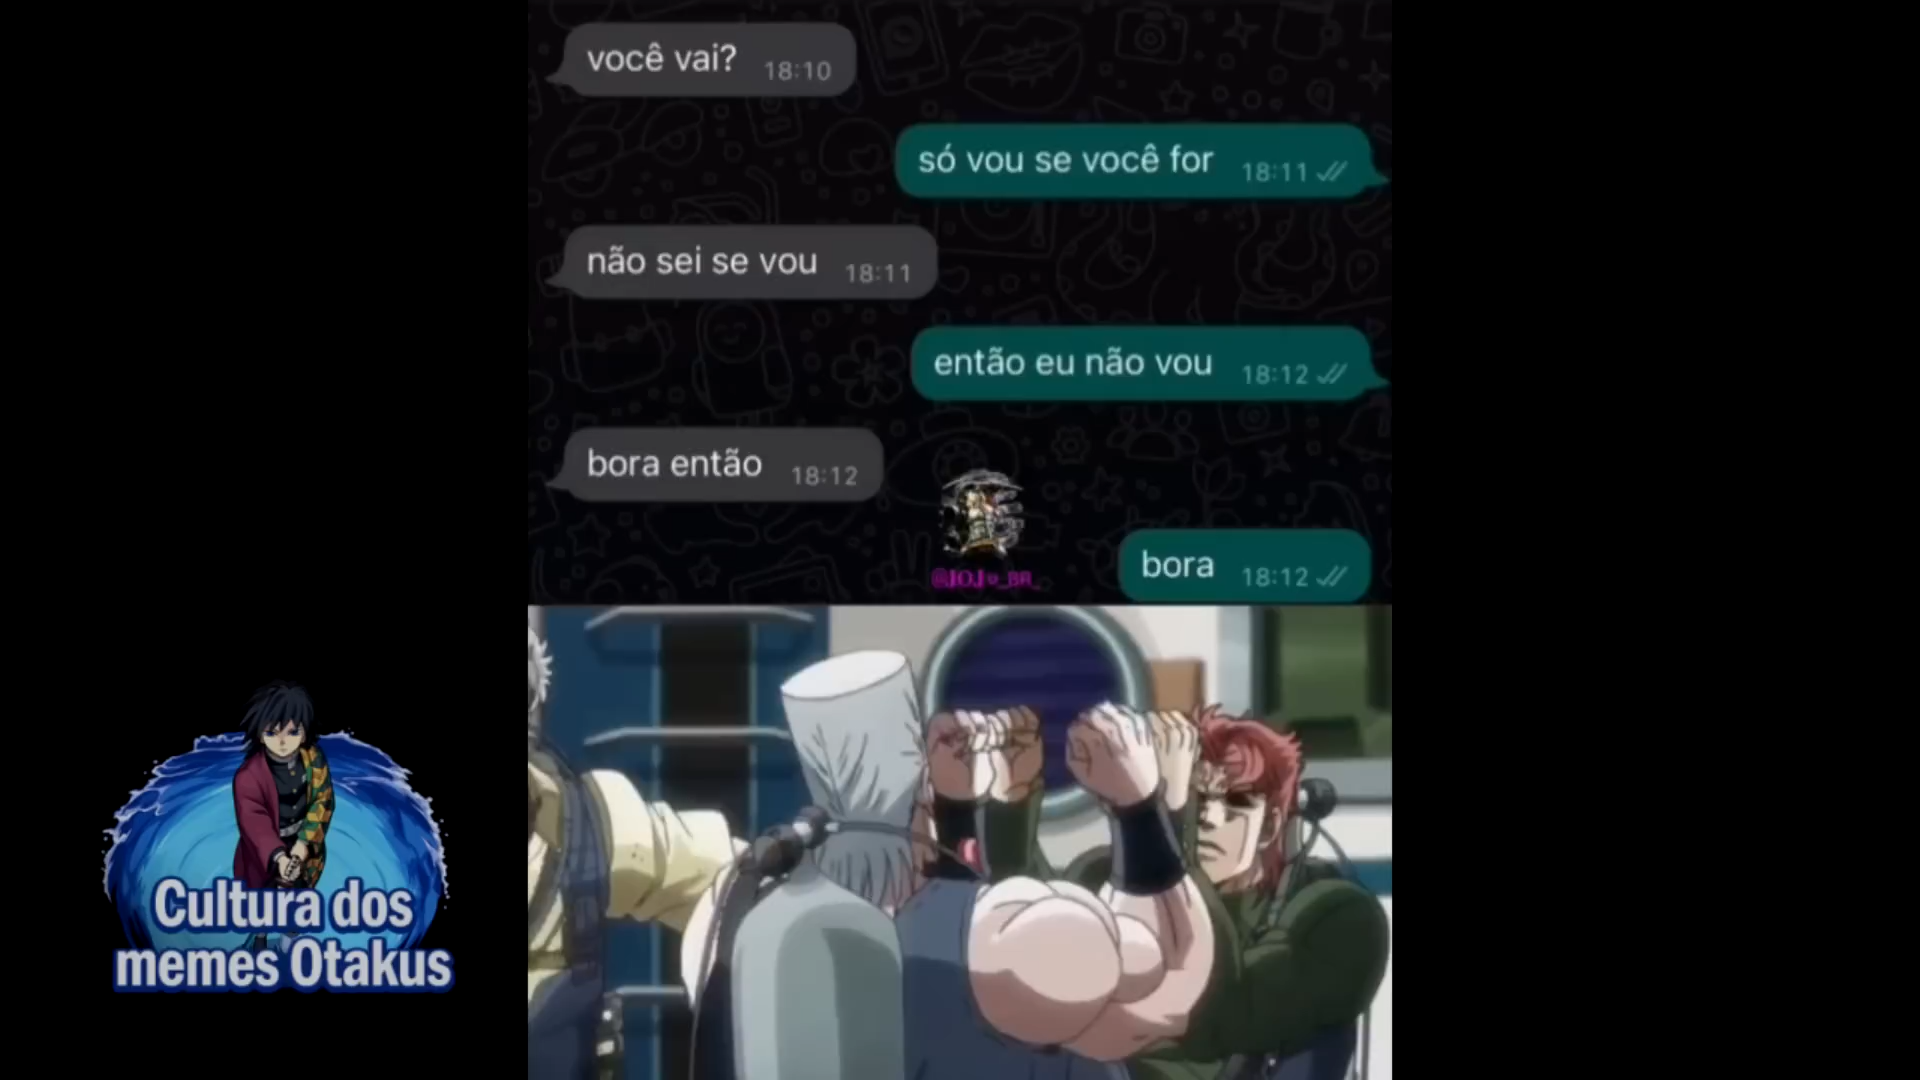 você vai? 18:10
só vou se você for 18:11
não sei se vou 18:11
então eu não vou 18:12
bora então 18:12
bora 18:12
@JOJO_BR_
Cultura dos
memes Otakus